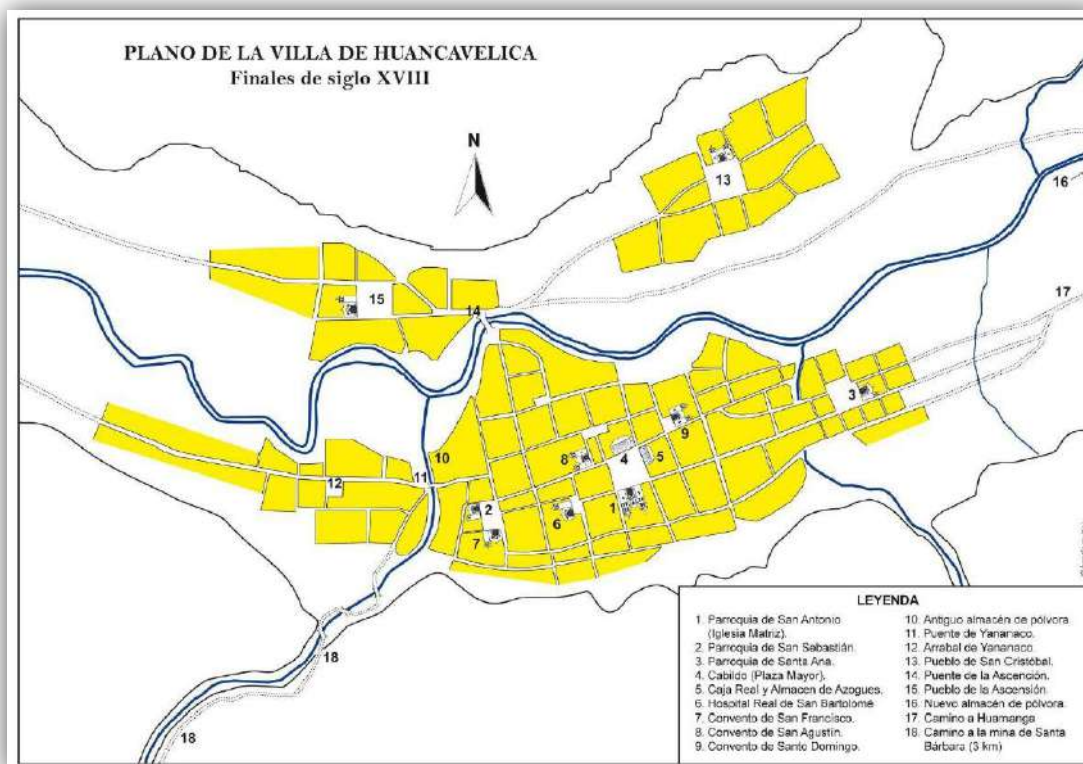 PLANO DE LA VILLA DE HUANCAVELICA
Finales de siglo XVIII
N
13
16
15
14
17
3
9
10
8
4
5
11
12
2
1
6
7
18
18
LEYENDA
1. Parroquia de San Antonio
(Iglesia Matriz).
2. Parroquia de San Sebastián.
3. Parroquia de Santa Ana.
4. Cabildo (Plaza Mayor).
5. Caja Real y Almacen de Azogues.
6. Hospital Real de San Bartolomé
7. Convento de San Francisco.
8. Convento de San Agustín.
9. Convento de Santo Domingo.
10. Antiguo almacén de pólvora
11. Puente de Yananaco.
12. Arrabal de Yananaco.
13. Pueblo de San Cristóbal.
14. Puente de la Ascención.
15. Pueblo de la Ascensión.
16. Nuevo almacén de pólvora.
17. Camino a Huamanga
18. Camino a la mina de Santa
Bárbara (3 km)